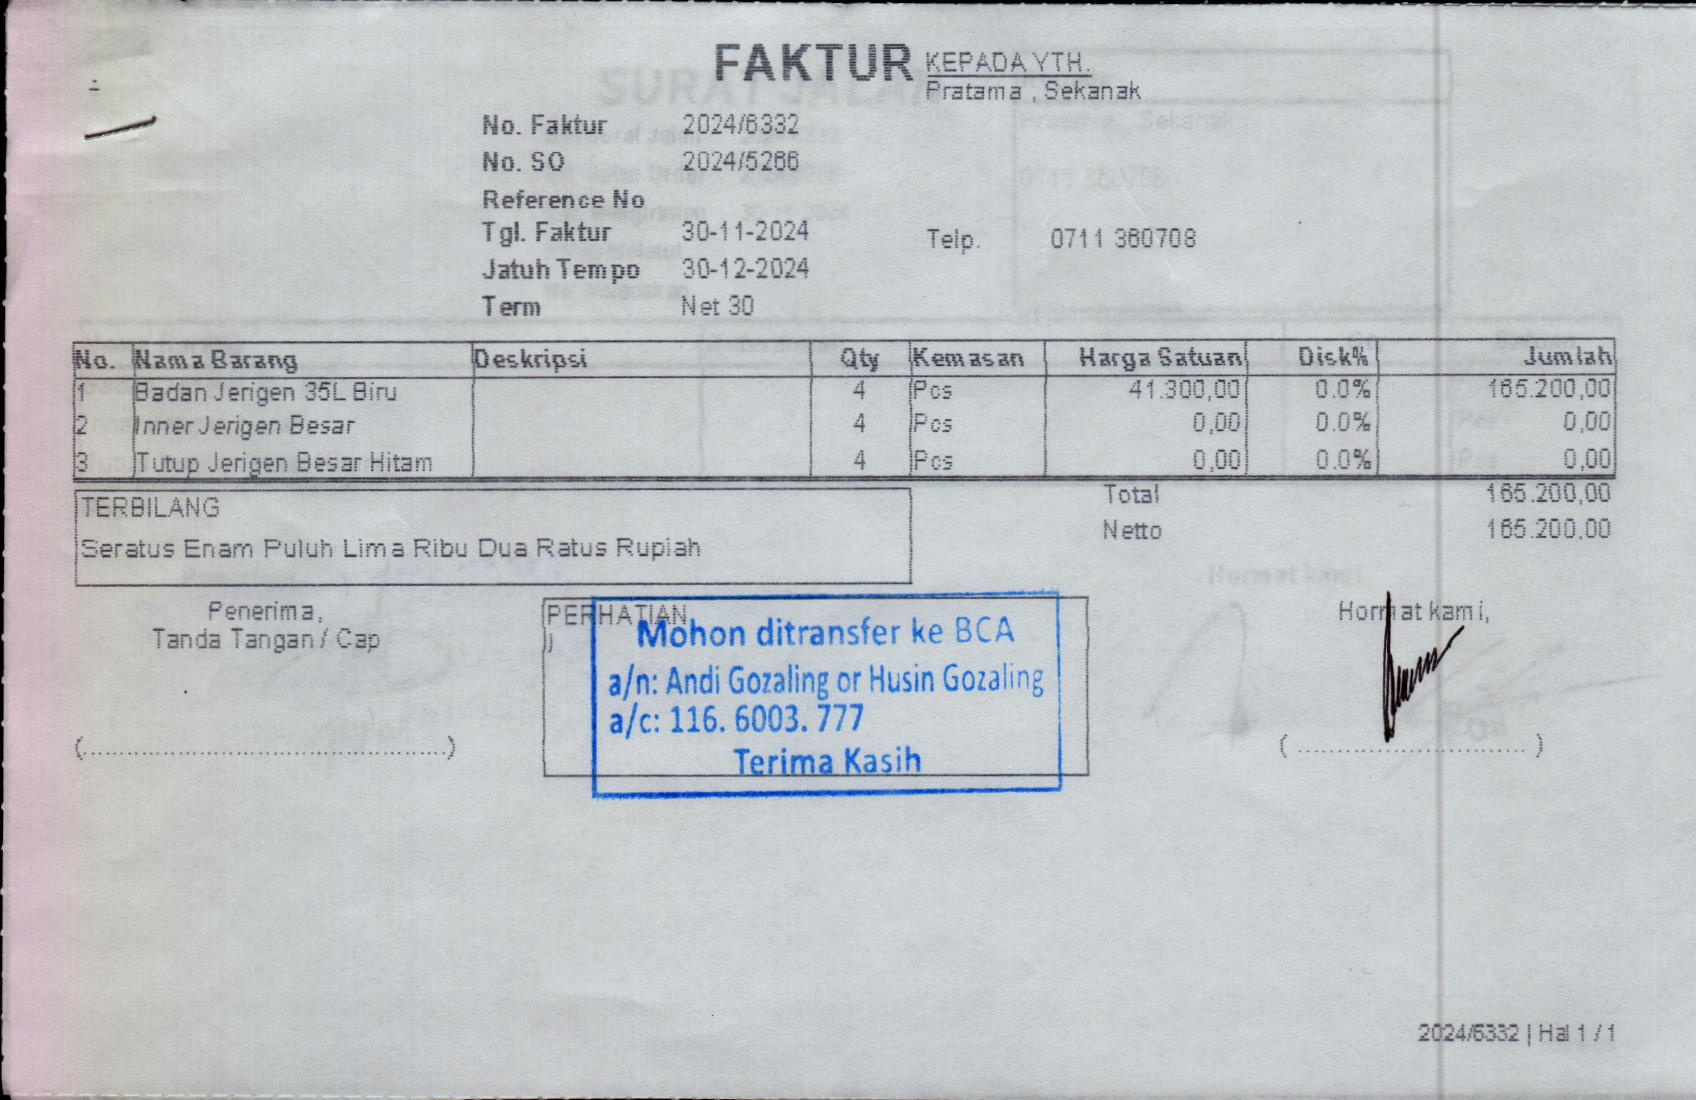 FAKTUR
KEPADA YTH.
Pratama , Sekanak
No. Faktur 2024/6332
No. SO 2024/5266
Reference No
Tgl. Faktur 30-11-2024
Telp. 0711 360708
Jatuh Tempo 30-12-2024
Term Net 30
No. Nama Barang Deskripsi Qty Kemasan Harga Satuan Disk% Jumlah
1 Badan Jerigen 35L Biru 4 Pcs 41.300,00 0.0% 165.200,00
2 Inner Jerigen Besar 4 Pcs 0,00 0.0% 0,00
3 Tutup Jerigen Besar Hitam 4 Pcs 0,00 0.0% 0,00
Total 165.200,00
Netto 165.200,00
TERBILANG
Seratus Enam Puluh Lima Ribu Dua Ratus Rupiah
Penerima,
Tanda Tangan / Cap
(........................................)
PERHATIAN
Mohon ditransfer ke BCA
a/n: Andi Gozaling or Husin Gozaling
a/c: 116. 6003. 777
Terima Kasih
Hormat kami,
( ......................... )
2024/6332 | Hal 1 / 1